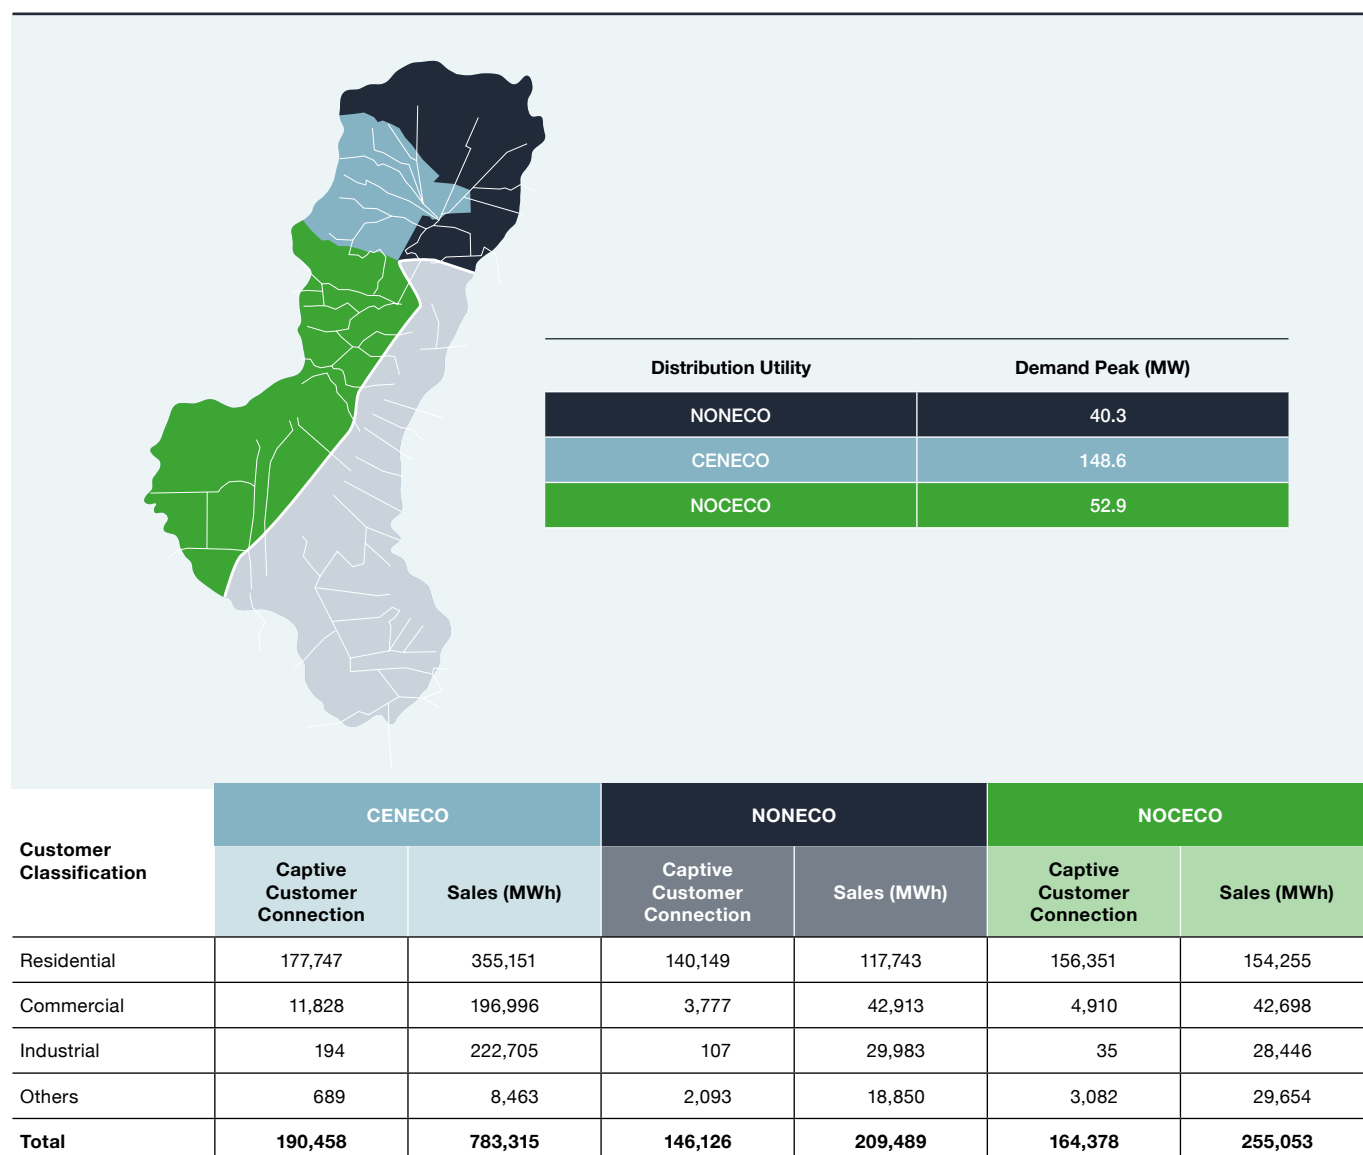 Distribution Utility Demand Peak (MW)
NONECO 40.3
CENECO 148.6
NOCECO 52.9
Customer
Classification
CENECO NONECO NOCECO
Captive
Customer
Connection
Sales (MWh)
Captive
Customer
Connection
Sales (MWh)
Captive
Customer
Connection
Sales (MWh)
Residential 177,747 355,151 140,149 117,743 156,351 154,255
Commercial 11,828 196,996 3,777 42,913 4,910 42,698
Industrial 194 222,705 107 29,983 35 28,446
Others 689 8,463 2,093 18,850 3,082 29,654
Total 190,458 783,315 146,126 209,489 164,378 255,053